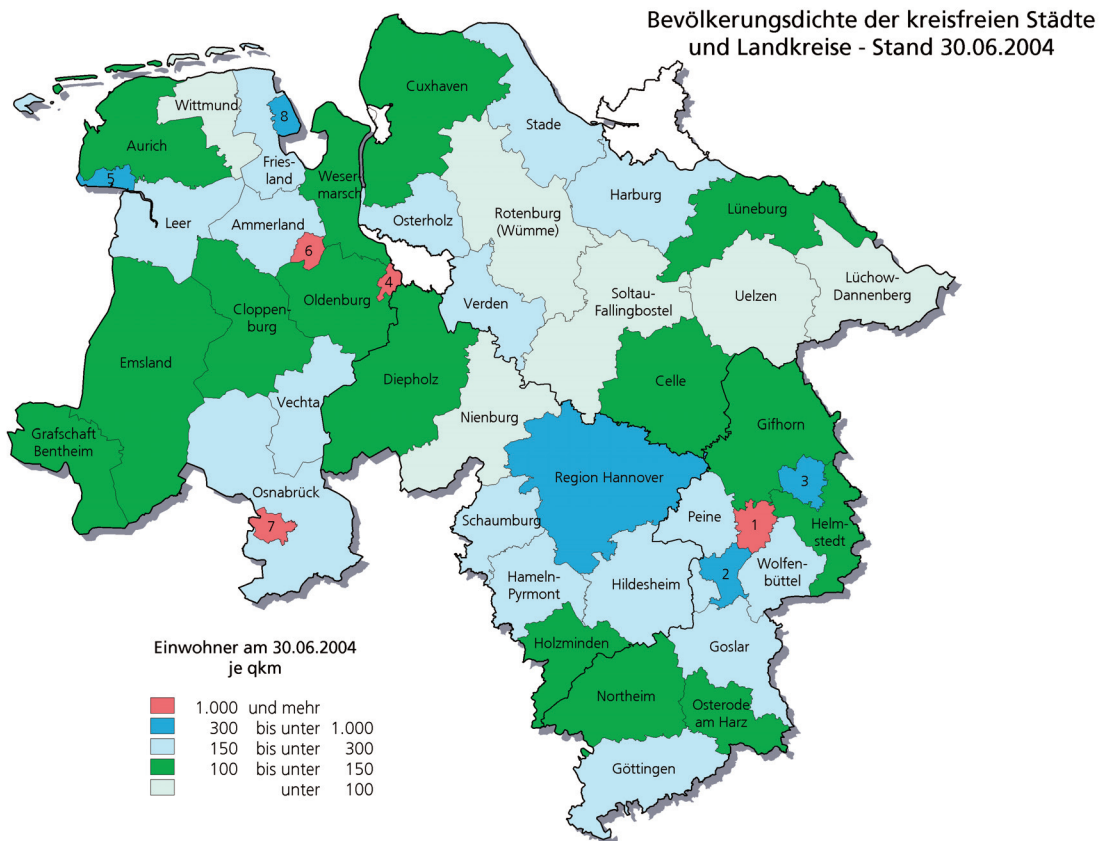 Bevölkerungsdichte der kreisfreien Städte
und Landkreise - Stand 30.06.2004
Cuxhaven
Wittmund
8
Stade
Aurich
Fries-
land
Weser-
marsch
5
Harburg
Lüneburg
Leer
Ammerland
Osterholz
Rotenburg
(Wümme)
6
4
Oldenburg
Verden
Soltau-
Fallingbostel
Uelzen
Lüchow-
Dannenberg
Cloppen-
burg
Emsland
Diepholz
Celle
Vechta
Nienburg
Gifhorn
Grafschaft
Bentheim
Region Hannover
3
Osnabrück
7
Schaumburg
Peine
1
Helm-
stedt
Hameln-
Pyrmont
Hildesheim
2
Wolfen-
büttel
Holzminden
Goslar
Northeim
Osterode
am Harz
Göttingen
Einwohner am 30.06.2004
je qkm
1.000 und mehr
300 bis unter 1.000
150 bis unter 300
100 bis unter 150
unter 100